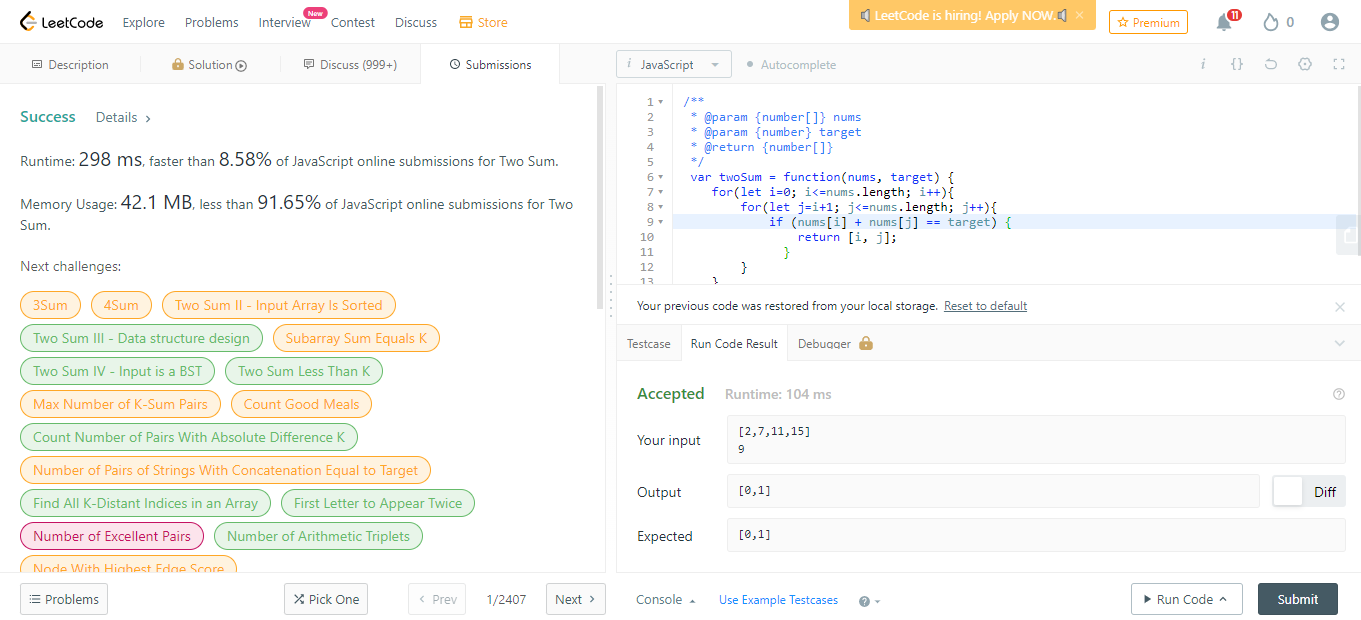 LeetCode Explore Problems Interview New Contest Discuss Store LeetCode is hiring! Apply NOW. × Premium 11 0
Description Solution Discuss (999+) Submissions
Success Details >
Runtime: 298 ms, faster than 8.58% of JavaScript online submissions for Two Sum.
Memory Usage: 42.1 MB, less than 91.65% of JavaScript online submissions for Two
Sum.
Next challenges:
3Sum 4Sum Two Sum II - Input Array Is Sorted
Two Sum III - Data structure design Subarray Sum Equals K
Two Sum IV - Input is a BST Two Sum Less Than K
Max Number of K-Sum Pairs Count Good Meals
Count Number of Pairs With Absolute Difference K
Number of Pairs of Strings With Concatenation Equal to Target
Find All K-Distant Indices in an Array First Letter to Appear Twice
Number of Excellent Pairs Number of Arithmetic Triplets
Node With Highest Edge Score
Problems Pick One < Prev 1/2407 Next >
i JavaScript Autocomplete i {}
1 /**
2 * @param {number[]} nums
3 * @param {number} target
4 * @return {number[]}
5 */
6 var twoSum = function(nums, target) {
7 for(let i=0; i<=nums.length; i++){
8 for(let j=i+1; j<=nums.length; j++){
9 if (nums[i] + nums[j] == target) {
10 return [i, j];
11 }
12 }
13 }
Your previous code was restored from your local storage. Reset to default ×
Testcase Run Code Result Debugger
Accepted Runtime: 104 ms ?
Your input [2,7,11,15]
9
Output [0,1] Diff
Expected [0,1]
Console Use Example Testcases ? Run Code Submit